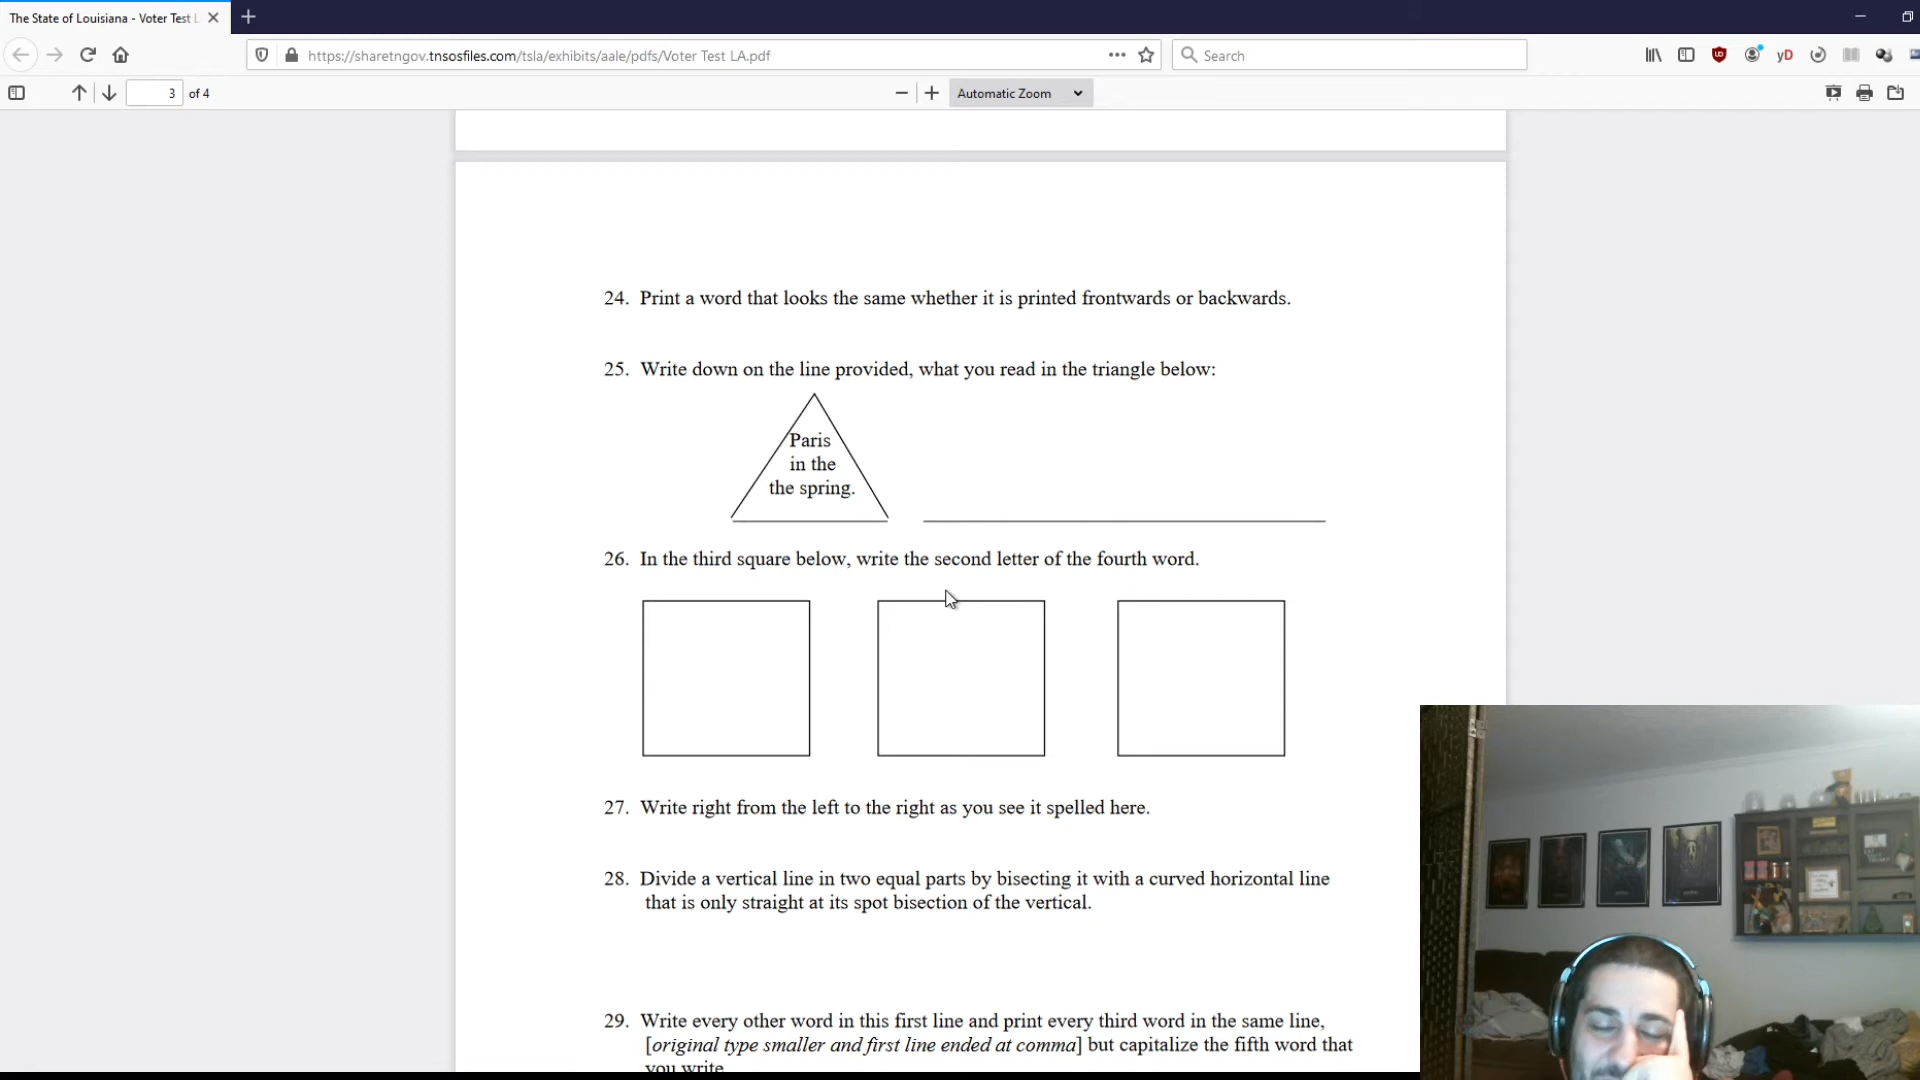 The State of Louisiana - Voter Test L
https://sharetngov.tnsosfiles.com/tsla/exhibits/aale/pdfs/Voter Test LA.pdf
Search
yD
3 of 4
Automatic Zoom
24. Print a word that looks the same whether it is printed frontwards or backwards.
25. Write down on the line provided, what you read in the triangle below:
Paris
in the
the spring.
26. In the third square below, write the second letter of the fourth word.
27. Write right from the left to the right as you see it spelled here.
28. Divide a vertical line in two equal parts by bisecting it with a curved horizontal line
that is only straight at its spot bisection of the vertical.
29. Write every other word in this first line and print every third word in the same line,
[original type smaller and first line ended at comma] but capitalize the fifth word that
you write